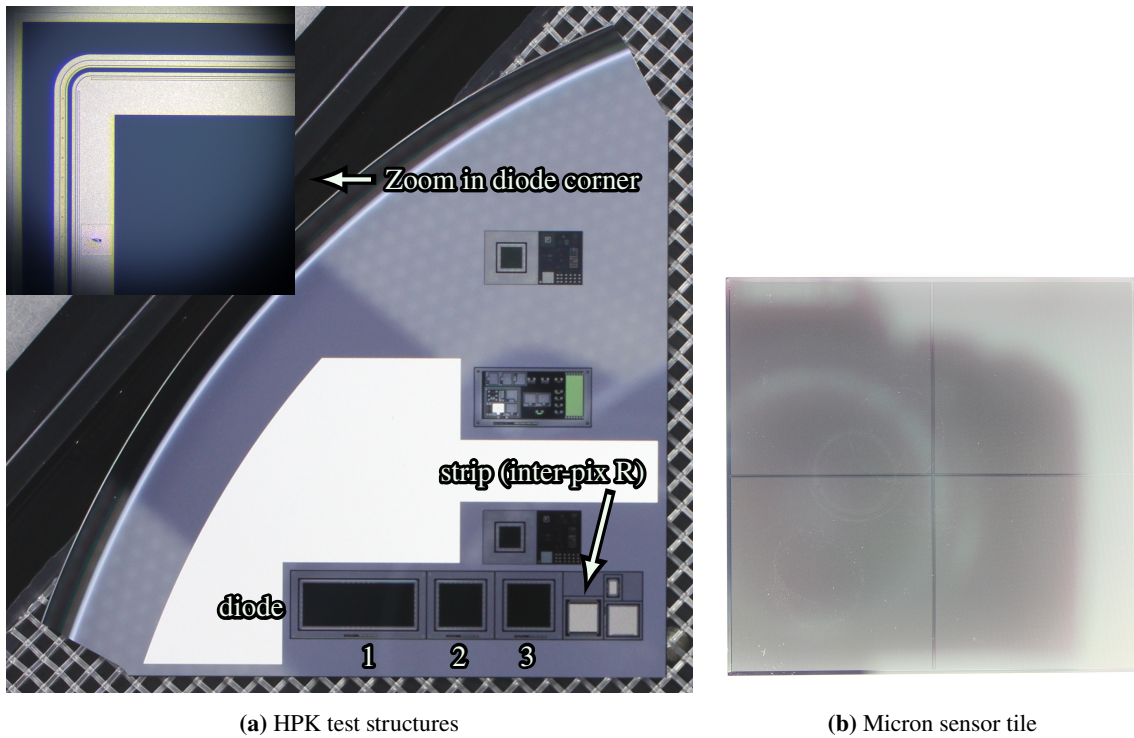 Zoom in diode corner
strip (inter-pix R)
diode
1 2 3
(a) HPK test structures
(b) Micron sensor tile